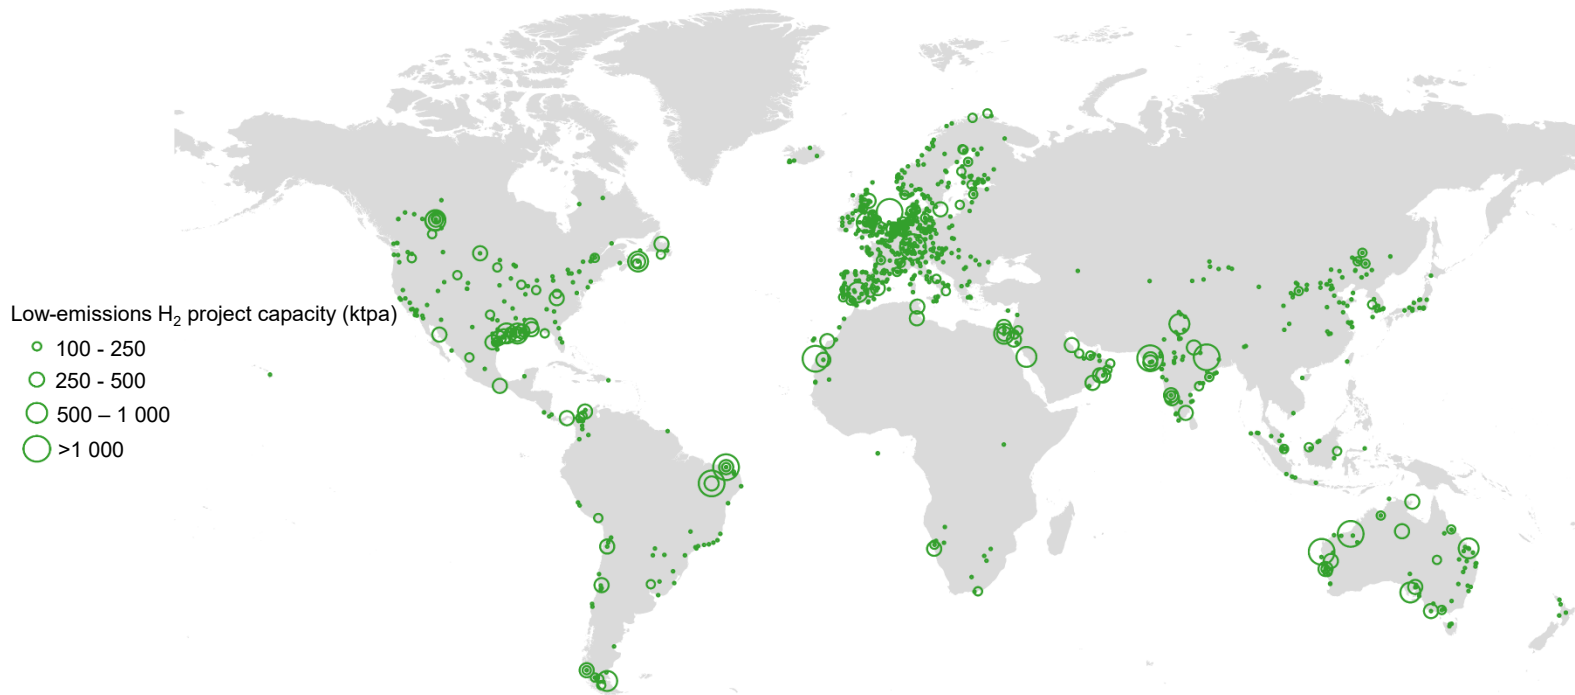 Low-emissions H₂ project capacity (ktpa)
100 - 250
250 - 500
500 – 1 000
>1 000